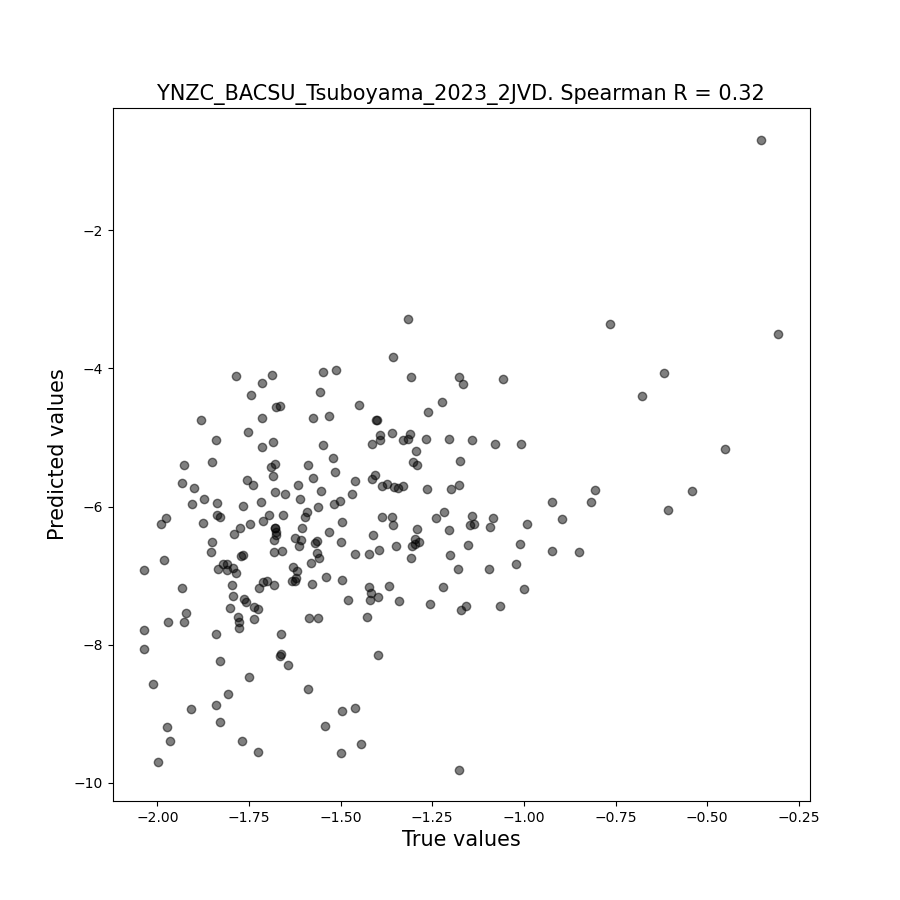 YNZC_BACSU_Tsuboyama_2023_2JVD. Spearman R = 0.32
Predicted values
−2
−4
−6
−8
−10
−2.00 −1.75 −1.50 −1.25 −1.00 −0.75 −0.50 −0.25
True values